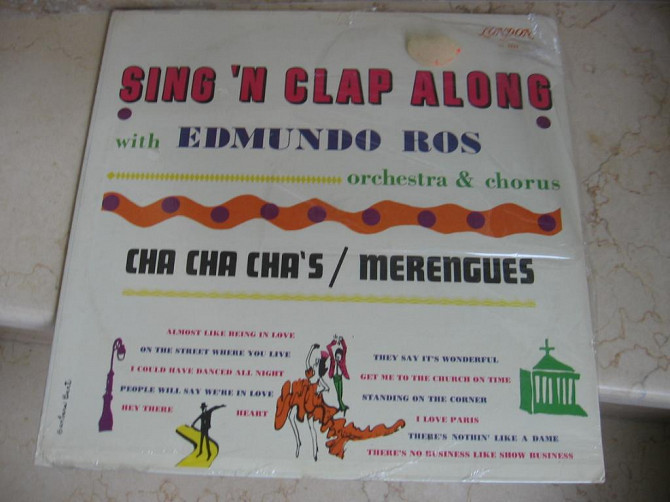 LONDON
SING 'N CLAP ALONG
with EDMUNDO ROS
orchestra & chorus
CHA CHA CHA'S / MERENGUES
ALMOST LIKE BEING IN LOVE
ON THE STREET WHERE YOU LIVE
I COULD HAVE DANCED ALL NIGHT
PEOPLE WILL SAY WE'RE IN LOVE
HEY THERE
HEART
THEY SAY IT'S WONDERFUL
GET ME TO THE CHURCH ON TIME
STANDING ON THE CORNER
I LOVE PARIS
THERE'S NOTHIN' LIKE A DAME
THERE'S NO BUSINESS LIKE SHOW BUSINESS